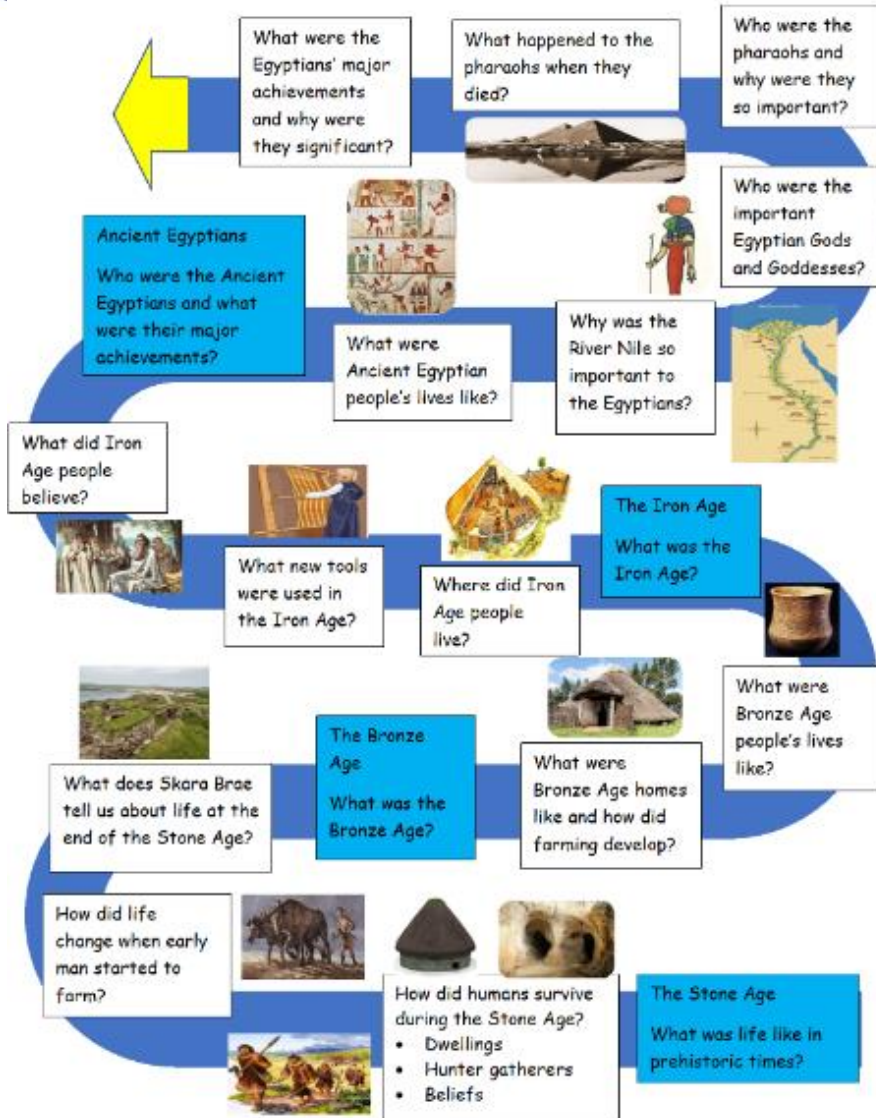 What were the
Egyptians' major
achievements
and why were
they significant?
What happened to the
pharaohs when they
died?
Who were the
pharaohs and
why were they
so important?
Who were the
important
Egyptian Gods
and Goddesses?
Ancient Egyptians
Who were the Ancient
Egyptians and what
were their major
achievements?
What were
Ancient Egyptian
people's lives like?
Why was the
River Nile so
important to
the Egyptians?
What did Iron
Age people
believe?
What new tools
were used in
the Iron Age?
Where did Iron
Age people
live?
The Iron Age
What was the
Iron Age?
What does Skara Brae
tell us about life at the
end of the Stone Age?
The Bronze
Age
What was the
Bronze Age?
What were
Bronze Age homes
like and how did
farming develop?
What were
Bronze Age
people's lives
like?
How did life
change when early
man started to
farm?
How did humans survive
during the Stone Age?
• Dwellings
• Hunter gatherers
• Beliefs
The Stone Age
What was life like in
prehistoric times?